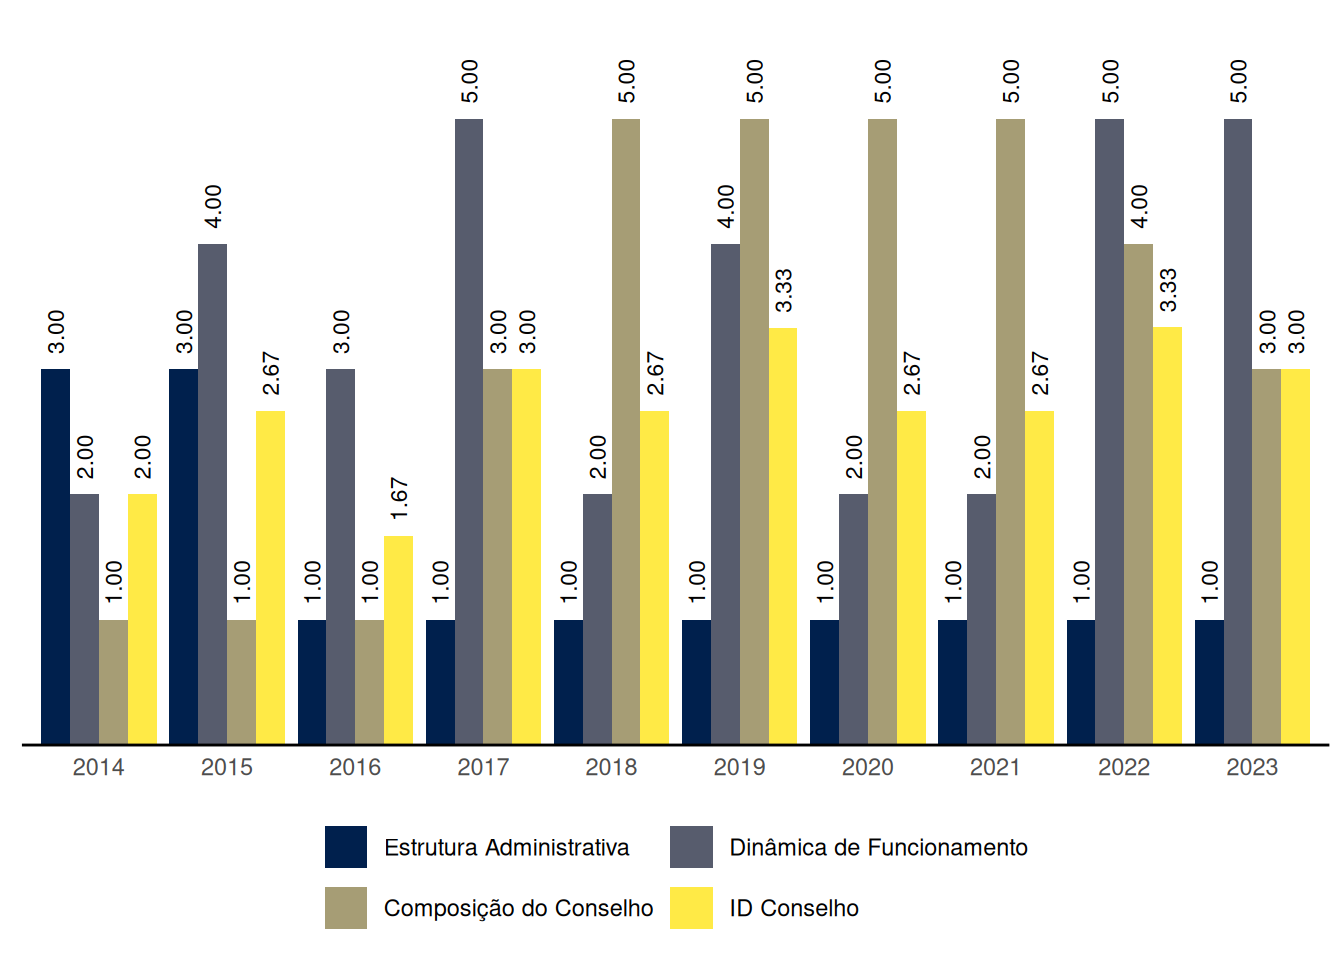 5.00 5.00 5.00 5.00 5.00 5.00 5.00
4.00 4.00 4.00
3.00 3.00 3.00 3.00 3.00 3.33 3.33 3.00 3.00
2.67 2.67 2.67 2.67
2.00 2.00 2.00 2.00 2.00
1.67
1.00 1.00 1.00 1.00 1.00 1.00 1.00 1.00 1.00 1.00 1.00
2014 2015 2016 2017 2018 2019 2020 2021 2022 2023
Estrutura Administrativa Dinâmica de Funcionamento
Composição do Conselho ID Conselho